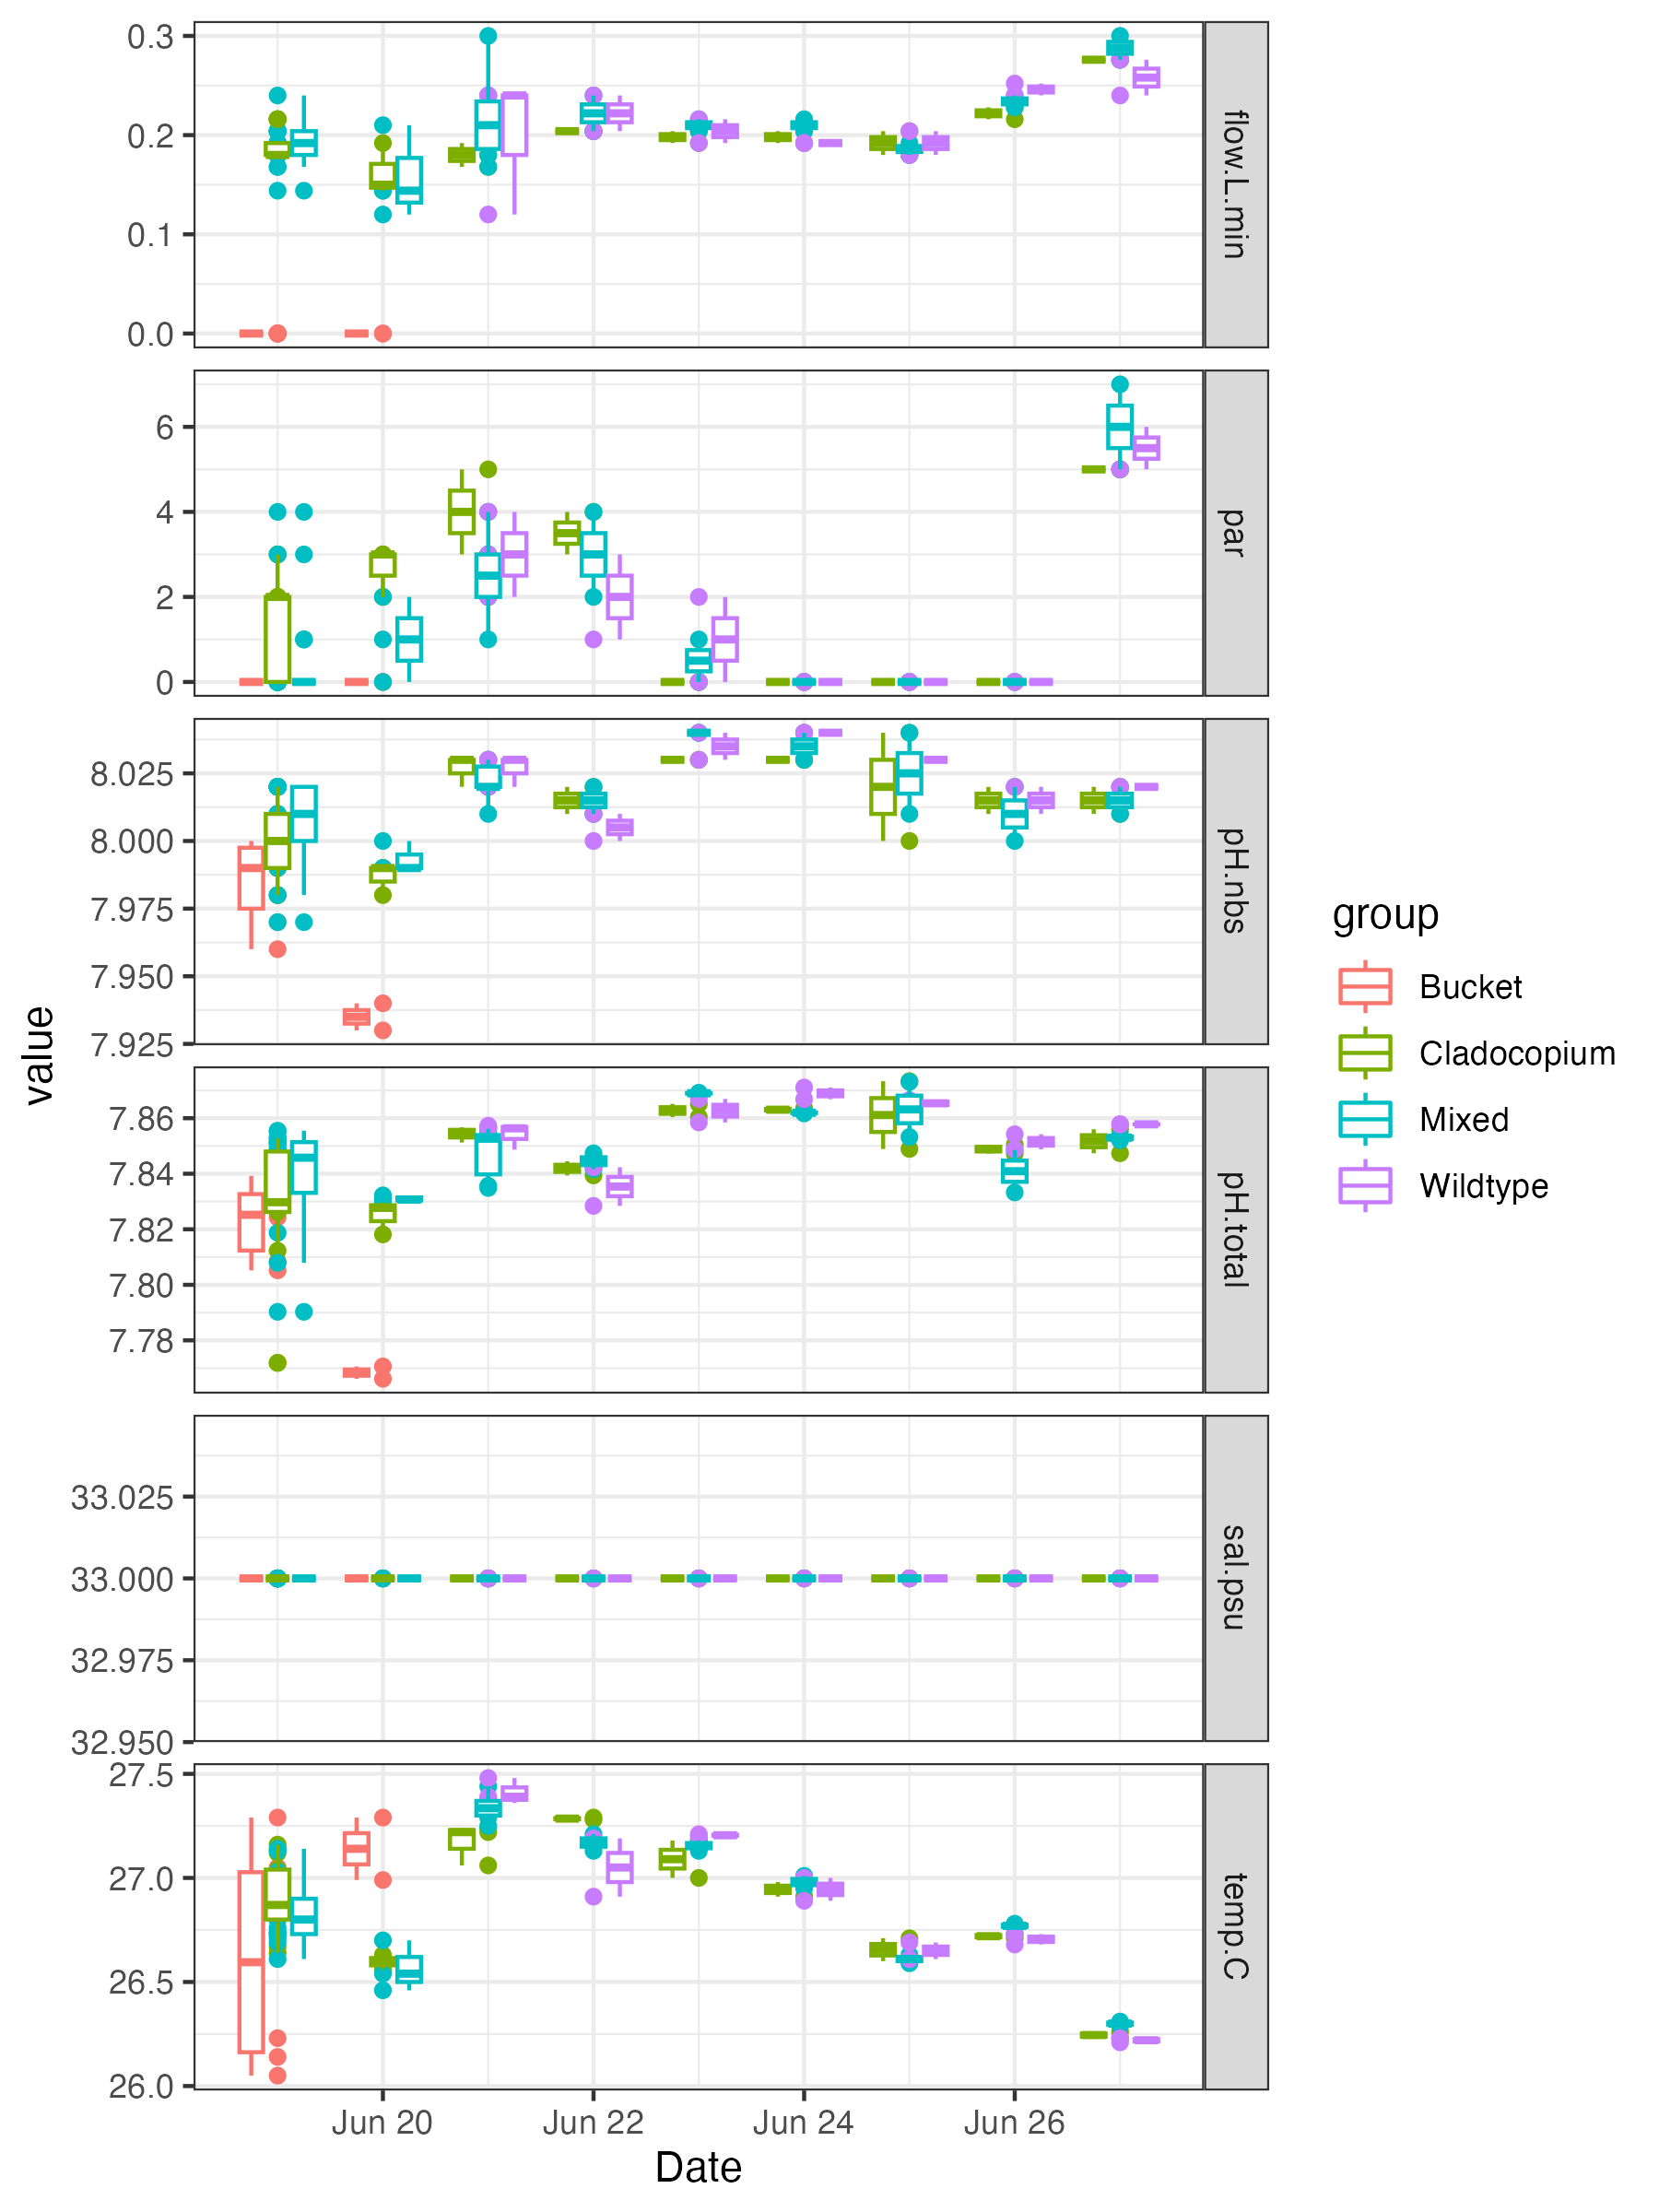 0.3
0.2
0.1
0.0
flow.L.min
6
4
2
0
par
8.025
8.000
7.975
7.950
7.925
pH.nbs
7.86
7.84
7.82
7.80
7.78
pH.total
33.025
33.000
32.975
32.950
sal.psu
27.5
27.0
26.5
26.0
temp.C
Jun 20
Jun 22
Jun 24
Jun 26
Date
value
group
Bucket
Cladocopium
Mixed
Wildtype